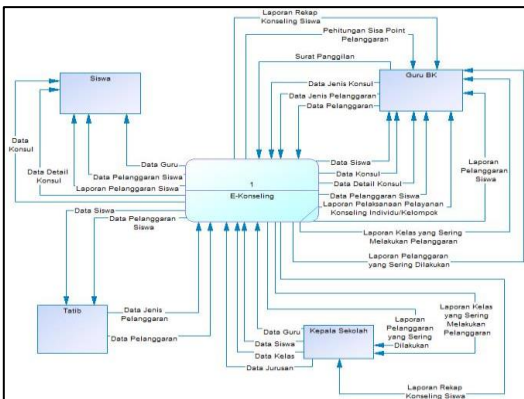 Laporan Rekap
Konseling Siswa
Pehitungan Sisa Point
Pelanggaran
Surat Panggilan
Siswa
Guru BK
Data Jenis Konsul
Data Jenis Pelanggaran
Data Pelanggaran
Data
Konsul
Data Detail
Konsul
Data Guru
Data Pelanggaran Siswa
Laporan Pelanggaran Siswa
1
E-Konseling
Data Siswa
Data Konsul
Data Detail Konsul
Data Pelanggaran Siswa
Laporan Pelaksanaan Pelayanan
Konseling Individu/Kelompok
Laporan
Pelanggaran
Siswa
Laporan Kelas yang Sering
Melakukan Pelanggaran
Laporan Pelanggaran
yang Sering Dilakukan
Data Siswa
Data Pelanggaran
Siswa
Tatib
Data Jenis
Pelanggaran
Data Pelanggaran
Data Guru
Data Siswa
Data Kelas
Data Jurusan
Kepala Sekolah
Laporan
Pelanggaran
yang Sering
Dilakukan
Laporan Kelas
yang Sering
Melakukan
Pelanggaran
Laporan Rekap
Konseling Siswa